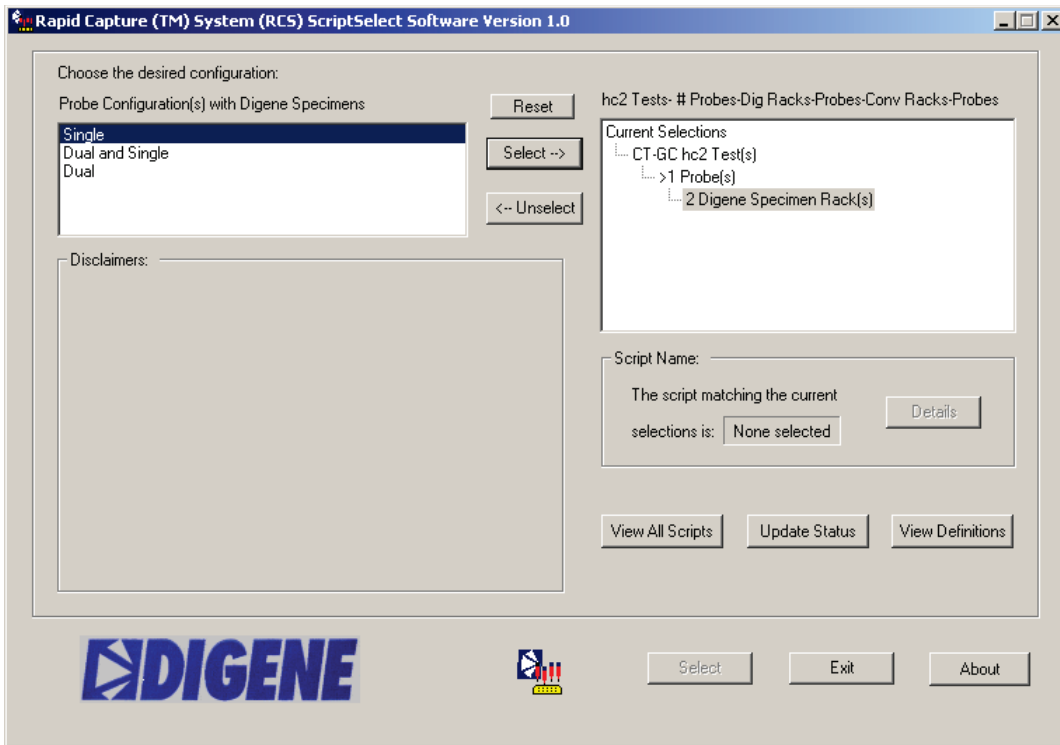 Rapid Capture (TM) System (RCS) ScriptSelect Software Version 1.0
Choose the desired configuration:
Probe Configuration(s) with Digene Specimens
Single
Dual and Single
Dual
Reset
Select -->
<-- Unselect
hc2 Tests- # Probes-Dig Racks-Probes-Conv Racks-Probes
Current Selections
CT-GC hc2 Test(s)
>1 Probe(s)
2 Digene Specimen Rack(s)
Disclaimers:
Script Name:
The script matching the current
selections is: None selected
Details
View All Scripts
Update Status
View Definitions
DIGENE
Select
Exit
About